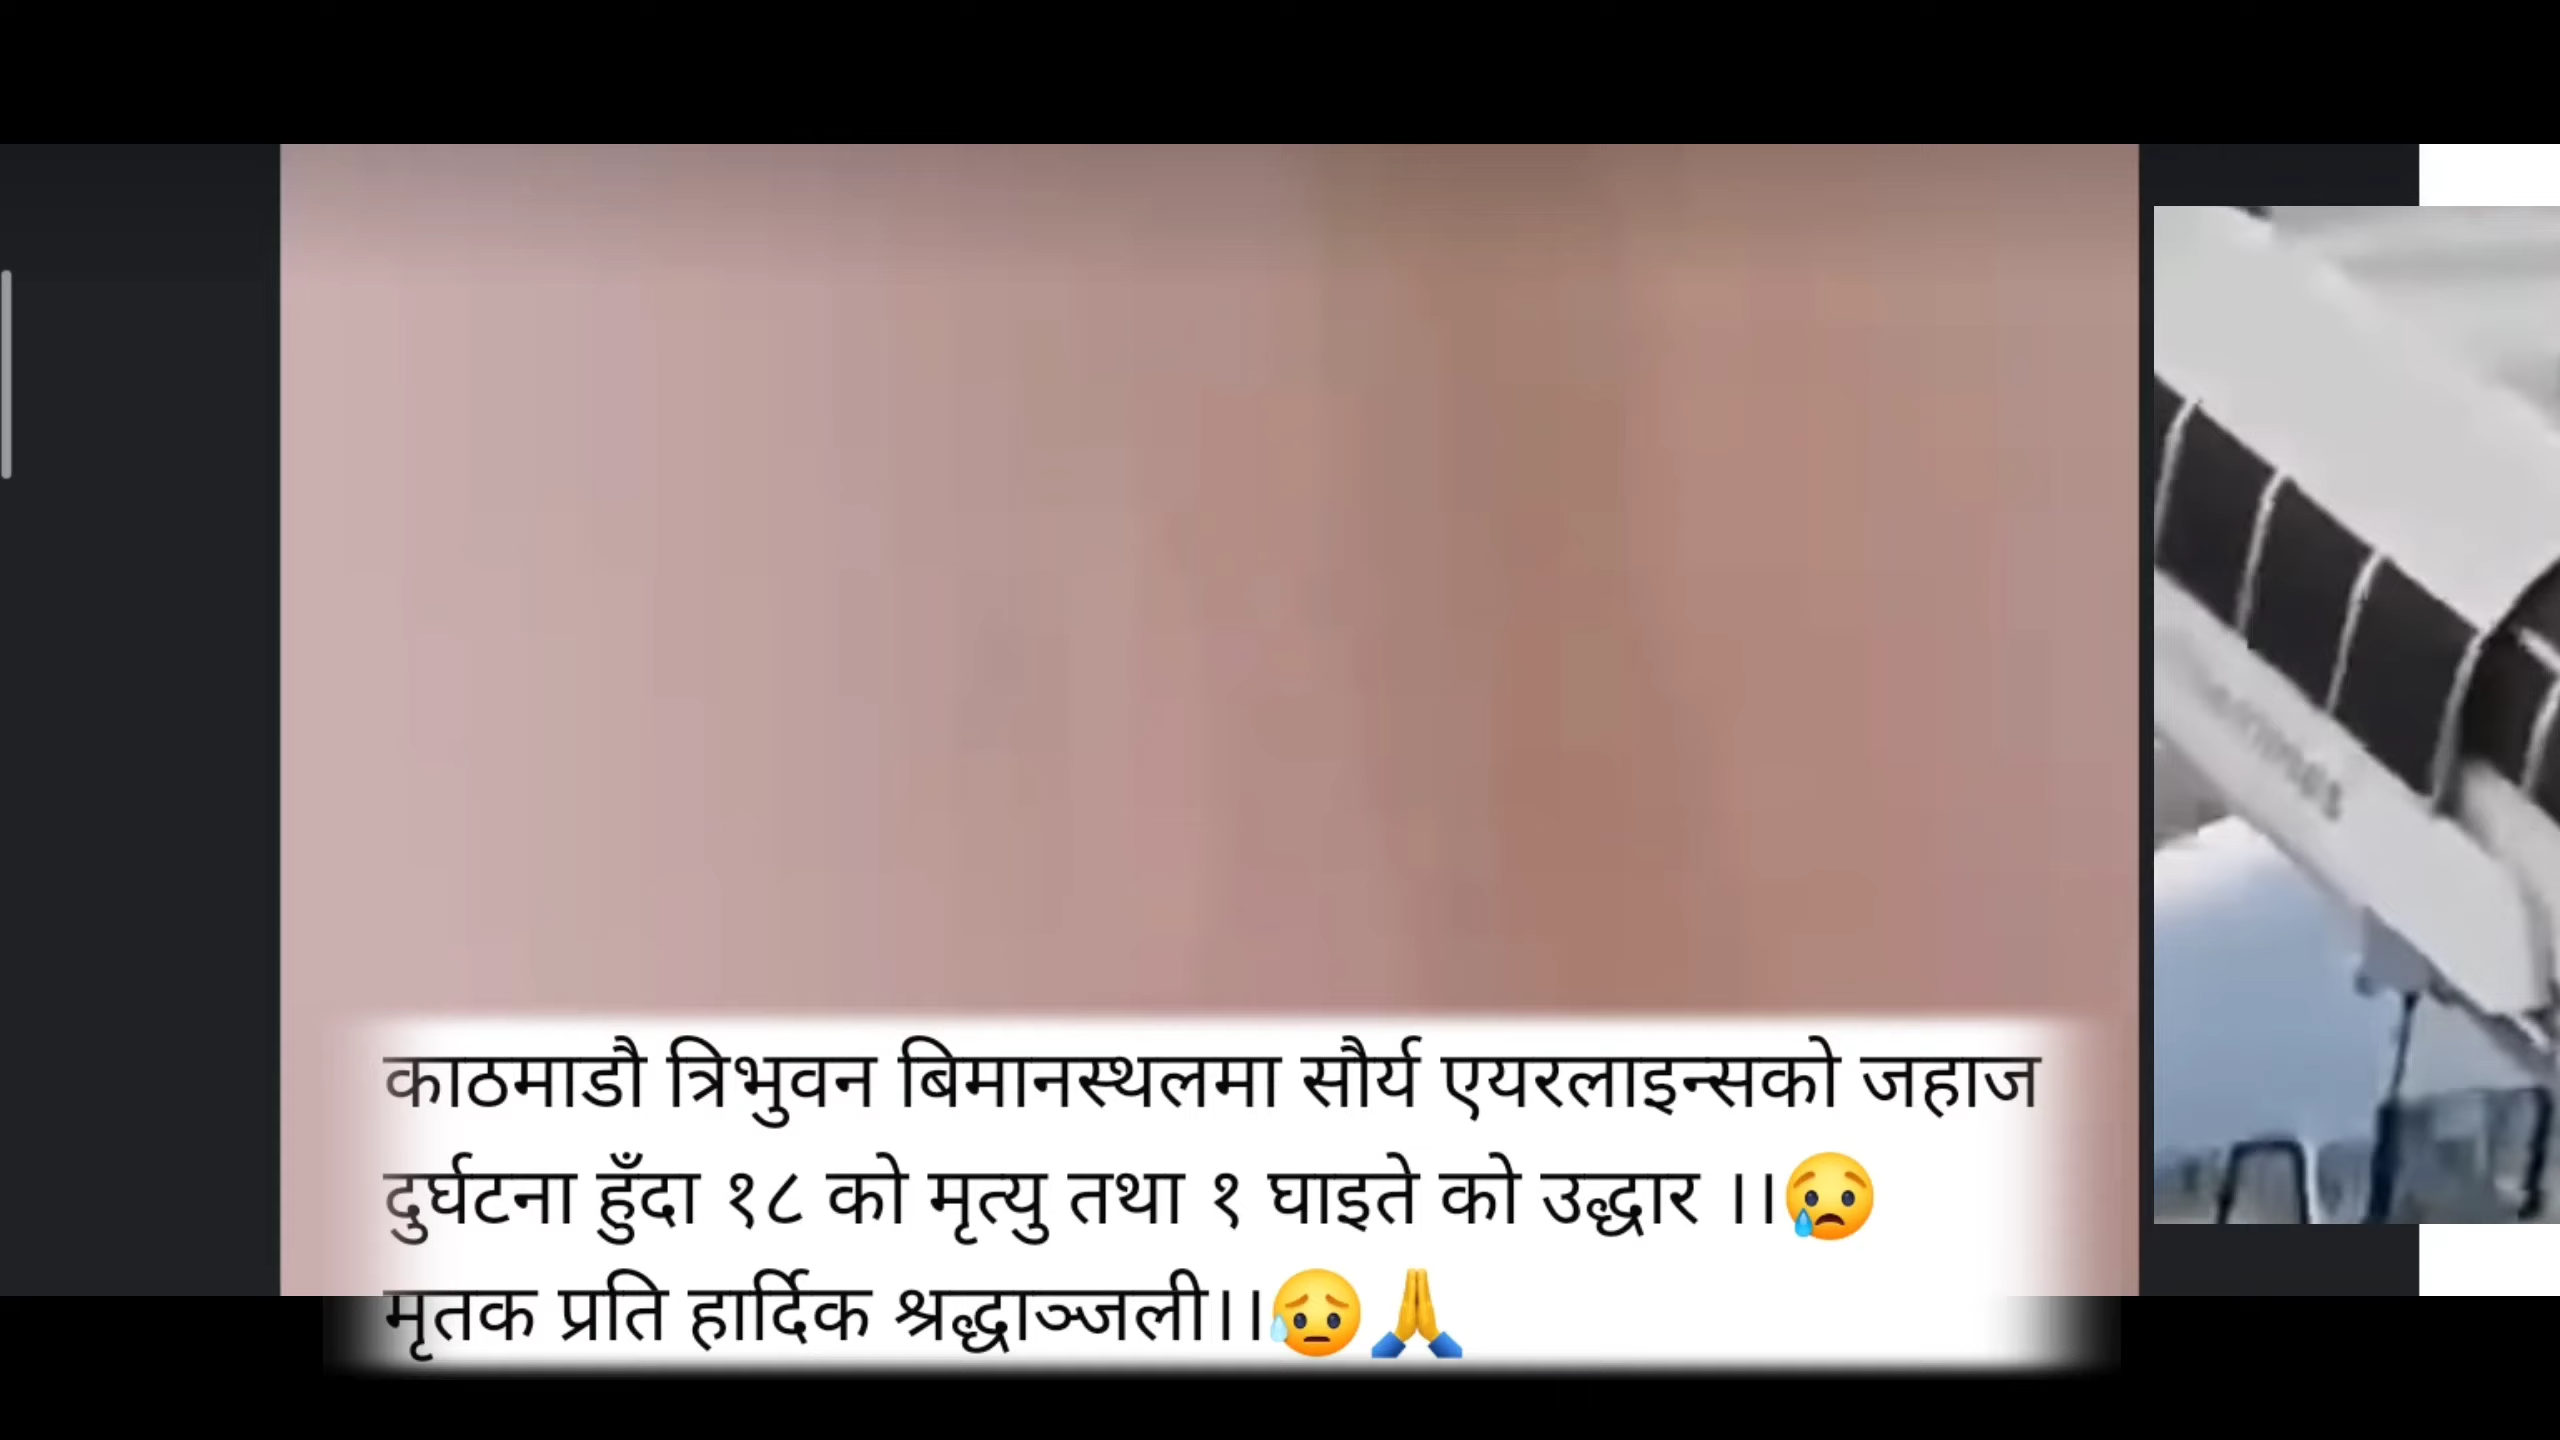 काठमाडौ त्रिभुवन बिमानस्थलमा सौर्य एयरलाइन्सको जहाज
दुर्घटना हुँदा १८ को मृत्यु तथा १ घाइते को उद्धार ।।😢
मृतक प्रति हार्दिक श्रद्धाञ्जली।।😥🙏